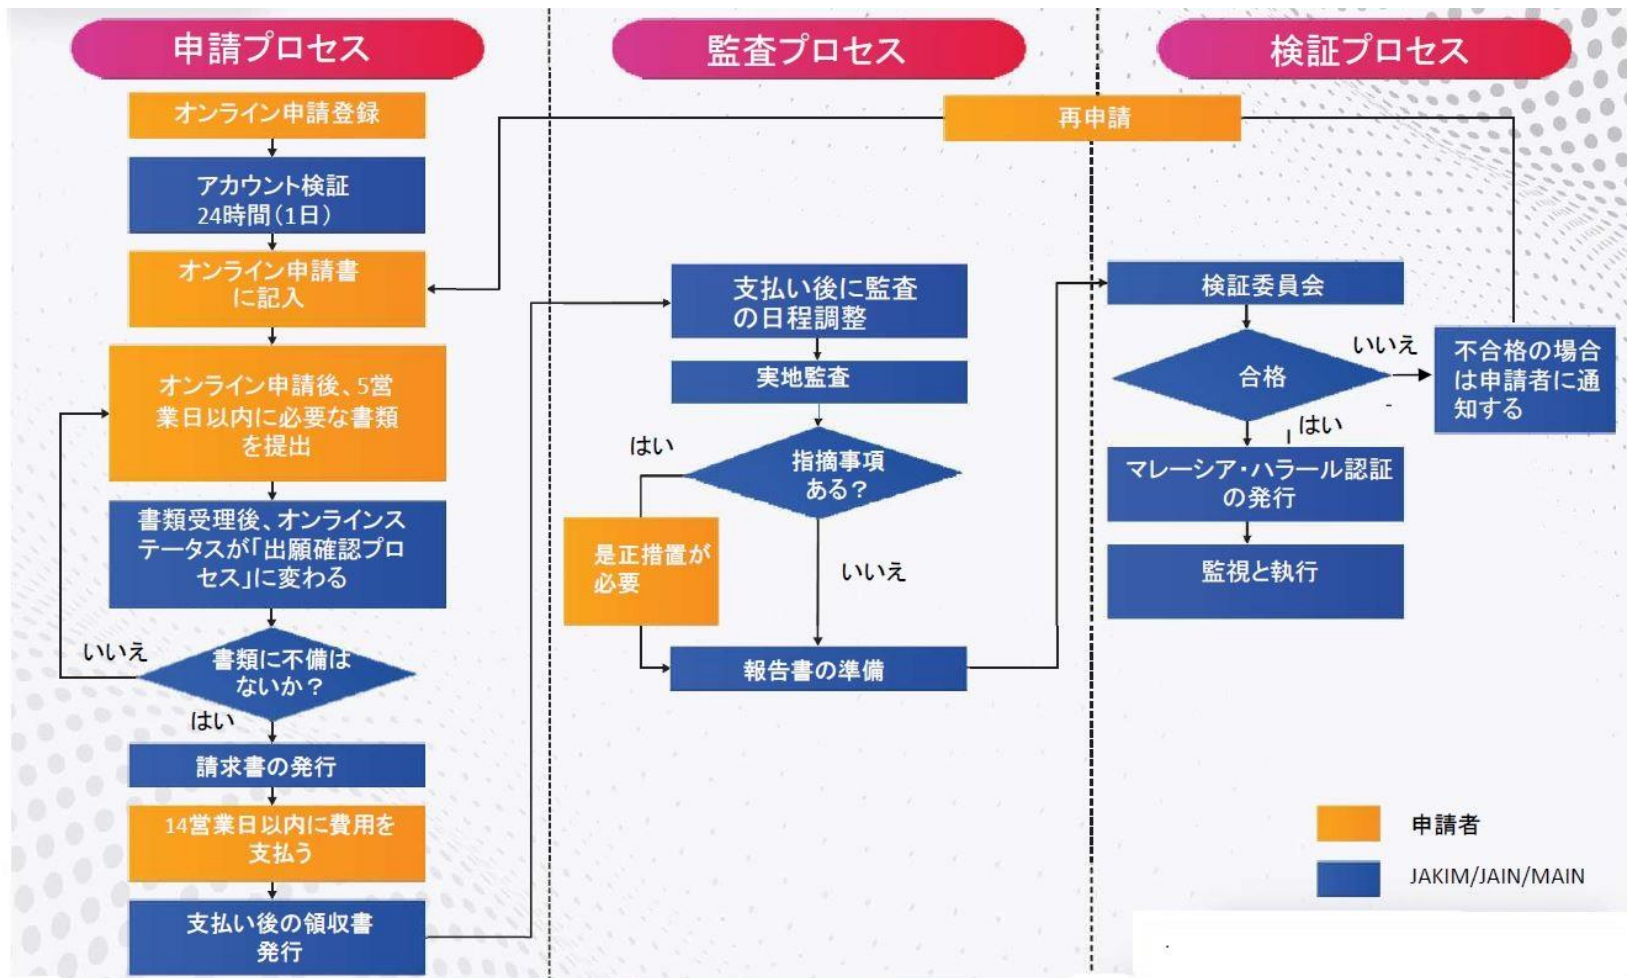 申請プロセス
監査プロセス
検証プロセス
オンライン申請登録
アカウント検証
24時間(1日)
オンライン申請書
に記入
オンライン申請後、5営
業日以内に必要な書類
を提出
書類受理後、オンラインス
テータスが「出願確認プロ
セス」に変わる
いいえ
書類に不備は
ないか?
はい
請求書の発行
14営業日以内に費用を
支払う
支払い後の領収書
発行
再申請
支払い後に監査
の日程調整
実地監査
はい
指摘事項
ある?
是正措置が
必要
いいえ
報告書の準備
検証委員会
合格
いいえ
不合格の場合
は申請者に通
知する
はい
マレーシア・ハラール認証
の発行
監視と執行
申請者
JAKIM/JAIN/MAIN